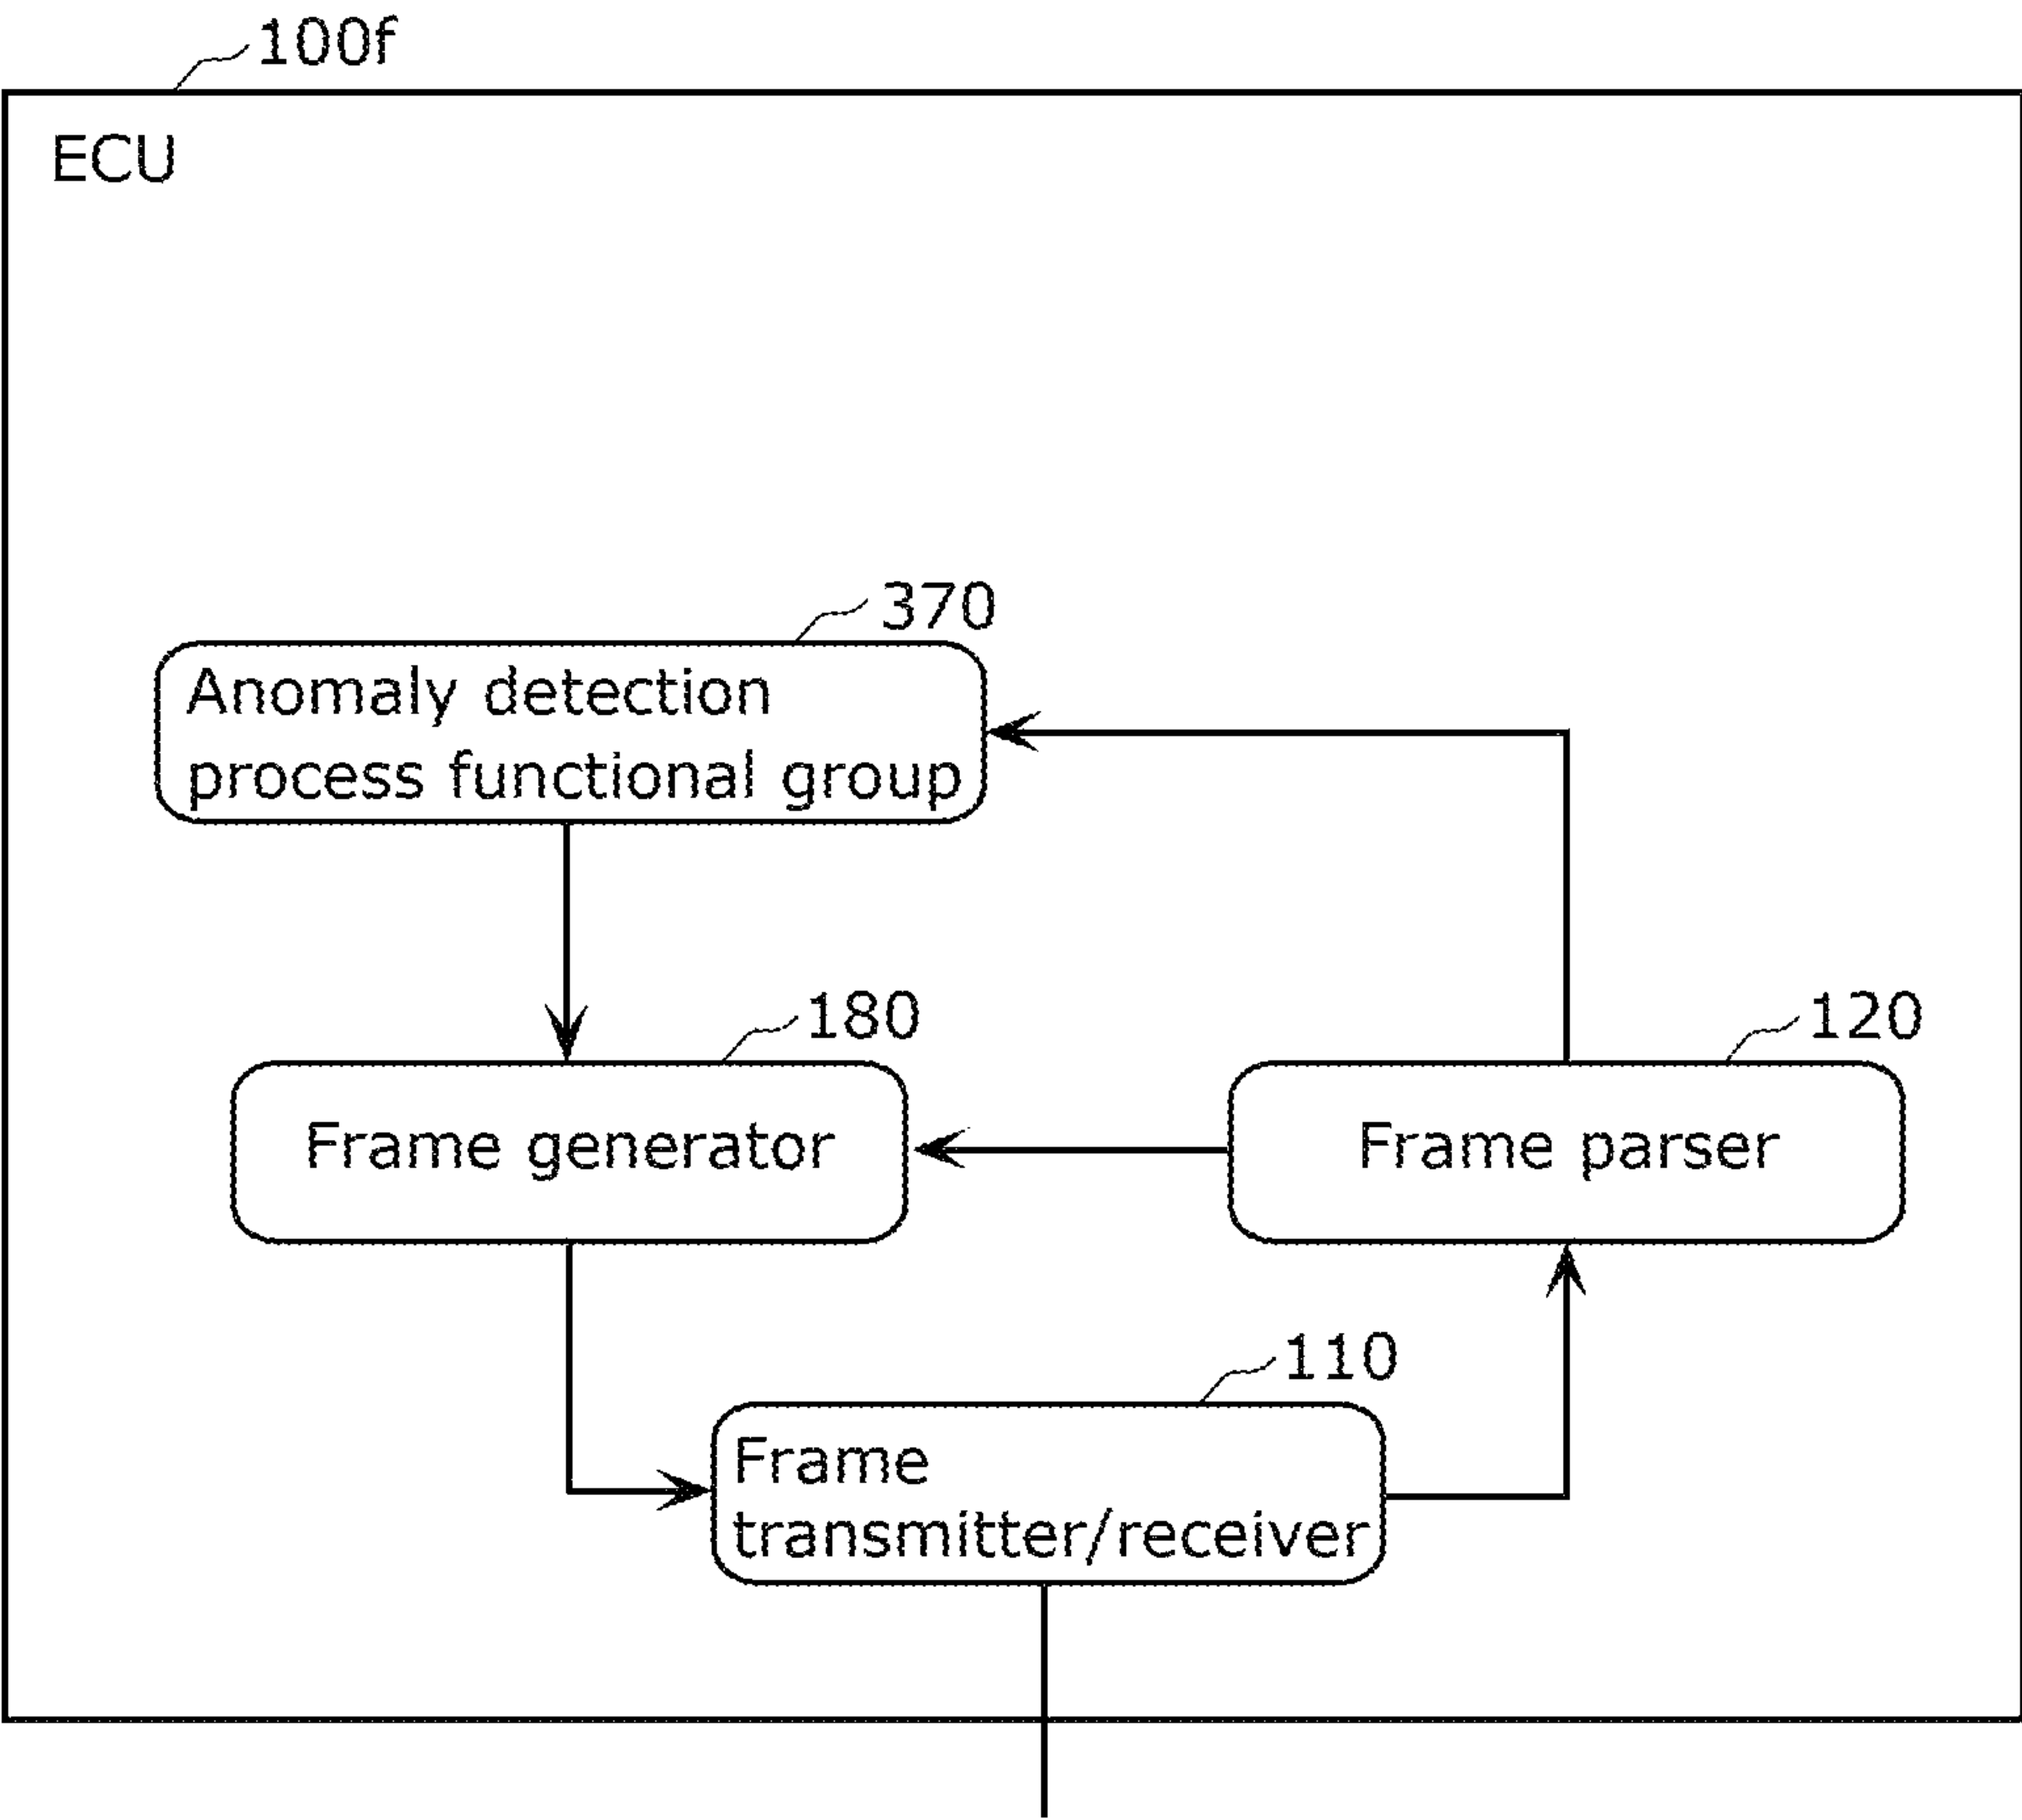 100f
ECU
370
Anomaly detection
process functional group
180
120
Frame generator
Frame parser
110
Frame
transmitter/receiver